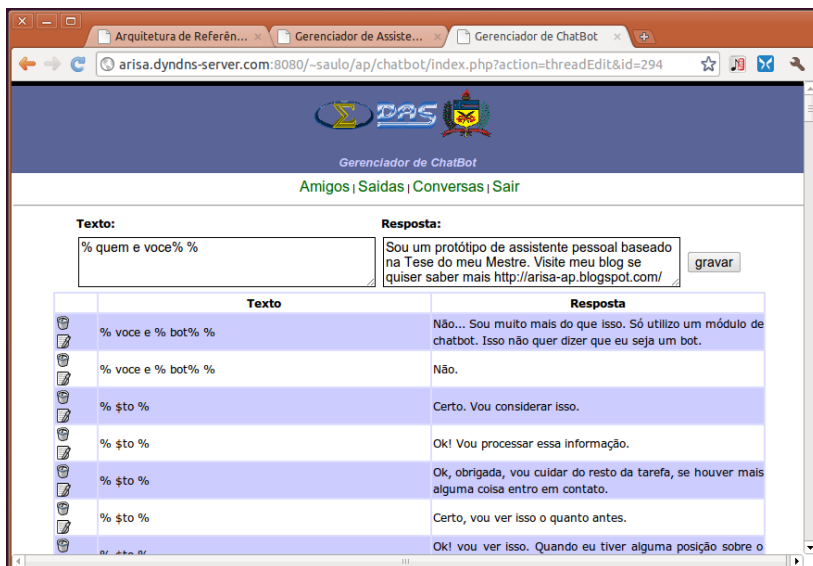 Arquitetura de Referên...
Gerenciador de Assiste...
Gerenciador de ChatBot
arisa.dyndns-server.com:8080/~saulo/ap/chatbot/index.php?action=threadEdit&id=294
Σ DAS
Gerenciador de ChatBot
Amigos | Saidas | Conversas | Sair
Texto:
Resposta:
% quem e voce% %
Sou um protótipo de assistente pessoal baseado
na Tese do meu Mestre. Visite meu blog se
quiser saber mais http://arisa-ap.blogspot.com/
gravar
Texto
Resposta
% voce e % bot% %
Não... Sou muito mais do que isso. Só utilizo um módulo de
chatbot. Isso não quer dizer que eu seja um bot.
% voce e % bot% %
Não.
% $to %
Certo. Vou considerar isso.
% $to %
Ok! Vou processar essa informação.
% $to %
Ok, obrigada, vou cuidar do resto da tarefa, se houver mais
alguma coisa entro em contato.
% $to %
Certo, vou ver isso o quanto antes.
% $to %
Ok! vou ver isso. Quando eu tiver alguma posição sobre o